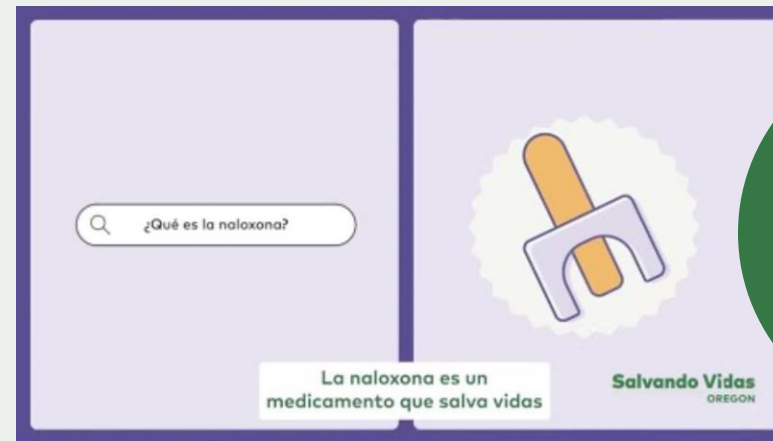 ¿Qué es la naloxona?
La naloxona es un
medicamento que salva vidas
Salvando Vidas
OREGON